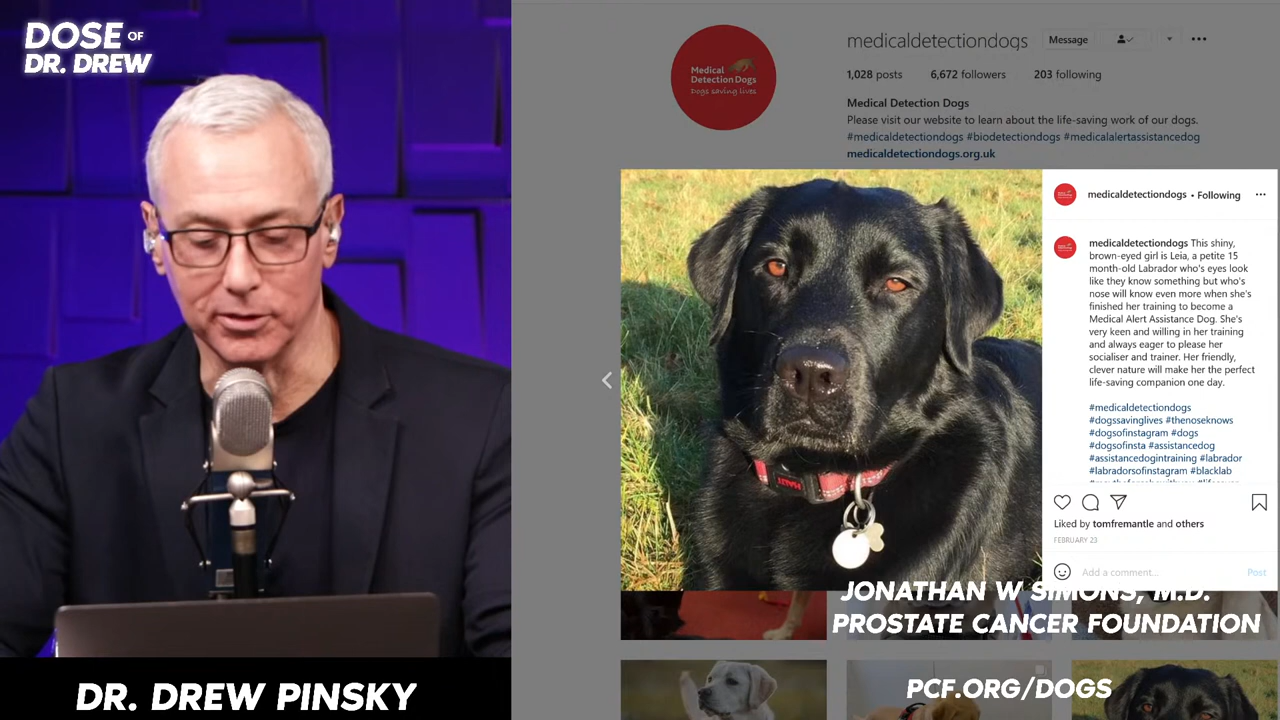 DOSE OF
DR. DREW
DR. DREW PINSKY
medicaldetectiondogs Message
1,028 posts 6,672 followers 203 following
Medical Detection Dogs
Please visit our website to learn about the life-saving work of our dogs.
#medicaldetectiondogs #biodetectiondogs #medicalalertassistancedog
medicaldetectiondogs.org.uk
Medical
Detection Dogs
Dogs saving lives
medicaldetectiondogs • Following
medicaldetectiondogs This shiny,
brown-eyed girl is Leia, a petite 15
month-old Labrador who's eyes look
like they know something but who's
nose will know even more when she's
finished her training to become a
Medical Alert Assistance Dog. She's
very keen and willing in her training
and always eager to please her
socialiser and trainer. Her friendly,
clever nature will make her the perfect
life-saving companion one day.
#medicaldetectiondogs
#dogssavinglives #thenoseknows
#dogsofinstagram #dogs
#dogsofinsta #assistancedog
#assistancedogintraining #labrador
#labradorsofinstagram #blacklab
Liked by tomfremantle and others
FEBRUARY 23
Add a comment... Post
JONATHAN W SIMONS, M.D.
PROSTATE CANCER FOUNDATION
PCF.ORG/DOGS